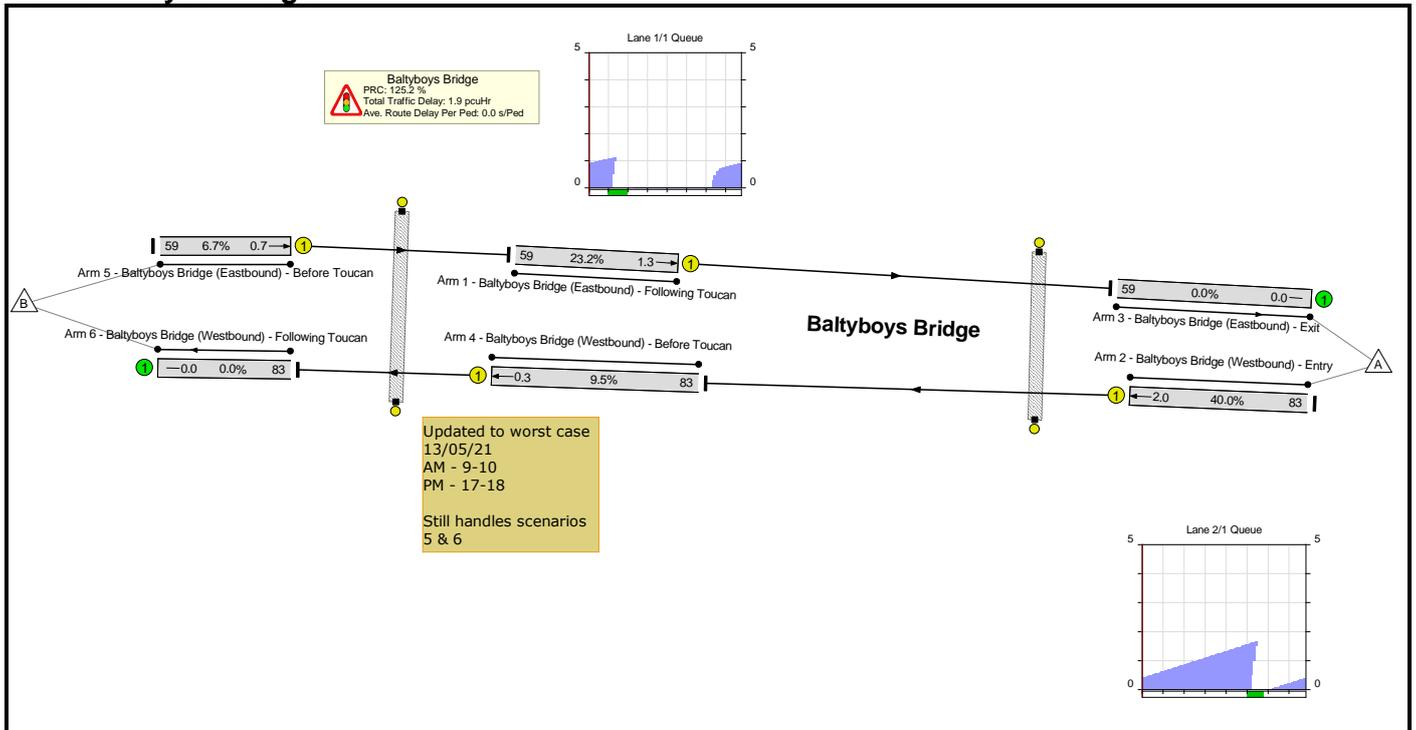 Lane 1/1 Queue
5 5
0 0
Baltyboys Bridge
PRC: 125.2 %
Total Traffic Delay: 1.9 pcuHr
Ave. Route Delay Per Ped: 0.0 s/Ped
59 6.7% 0.7
1
Arm 5 - Baltyboys Bridge (Eastbound) - Before Toucan
59 23.2% 1.3
1
Arm 1 - Baltyboys Bridge (Eastbound) - Following Toucan
59 0.0% 0.0
1
Arm 3 - Baltyboys Bridge (Eastbound) - Exit
B
Baltyboys Bridge
Arm 6 - Baltyboys Bridge (Westbound) - Following Toucan
1
0.0 0.0% 83
Arm 4 - Baltyboys Bridge (Westbound) - Before Toucan
1
0.3 9.5% 83
Arm 2 - Baltyboys Bridge (Westbound) - Entry
1
2.0 40.0% 83
A
Updated to worst case
13/05/21
AM - 9-10
PM - 17-18
Still handles scenarios
5 & 6
Lane 2/1 Queue
5 5
0 0